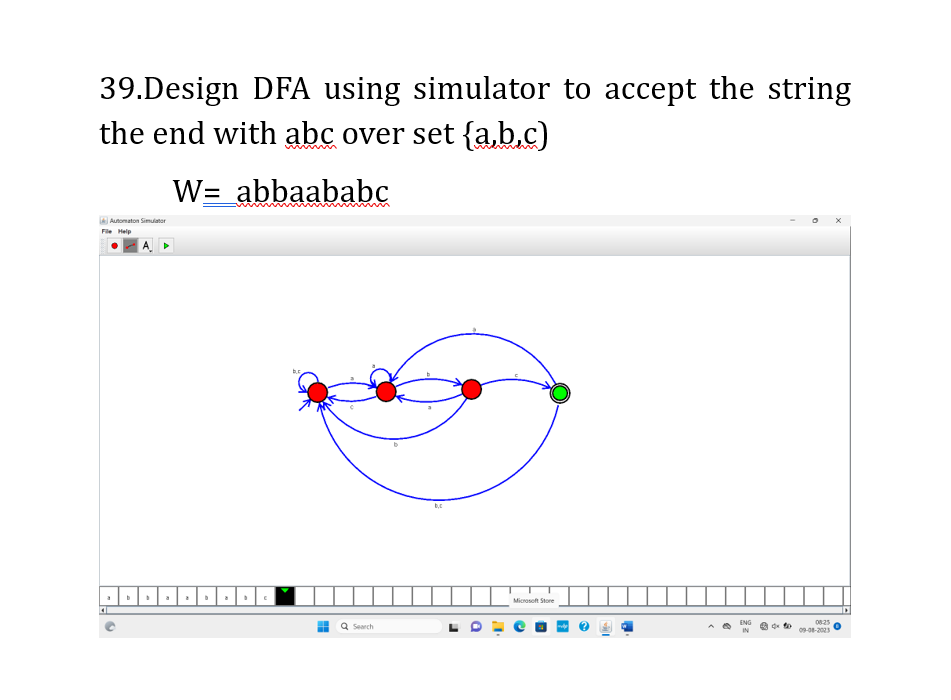 39.Design DFA using simulator to accept the string
the end with abc over set {a,b,c)
W= abbaababc
Automaton Simulator
File Help
A
a
b
b,c
a
a
b
c
c
a
b
b,c
a b b a a b a b c
Microsoft Store
Search
ENG
IN
08:25
09-08-2023